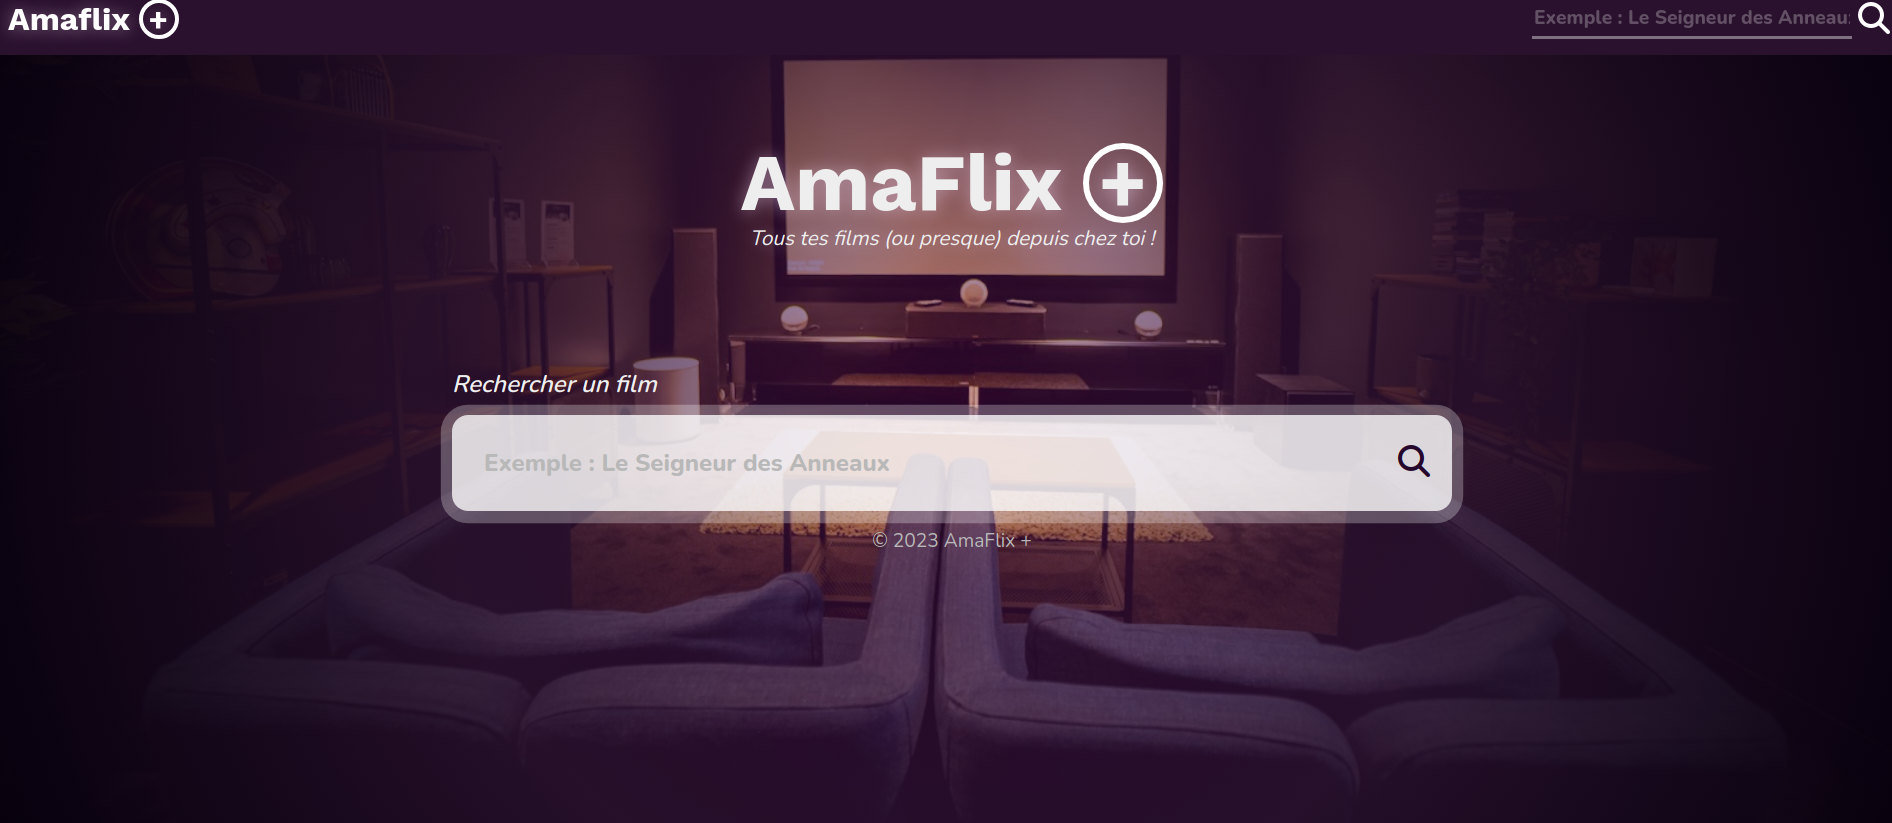 Amaflix +
Exemple : Le Seigneur des Anneau
AmaFlix +
Tous tes films (ou presque) depuis chez toi !
Rechercher un film
Exemple : Le Seigneur des Anneaux
© 2023 AmaFlix +